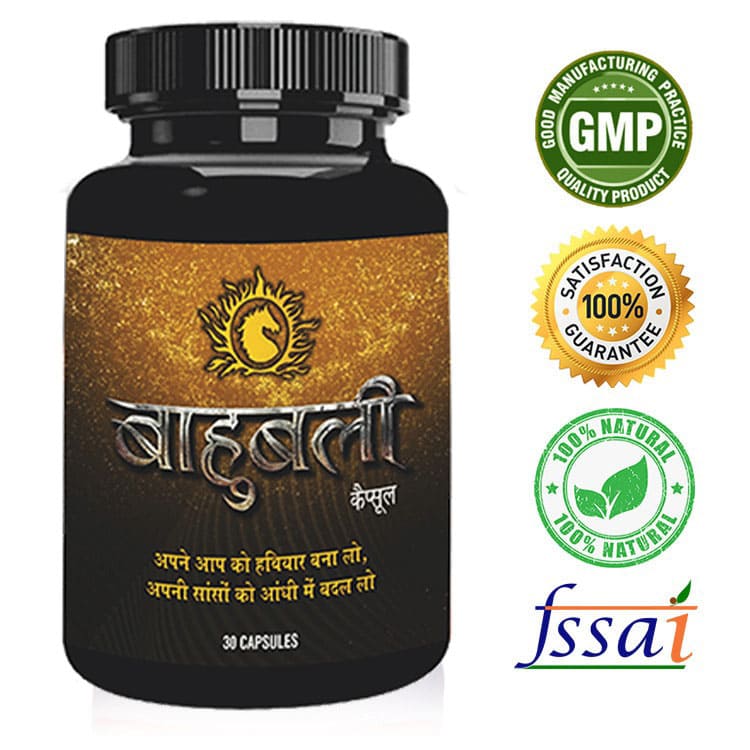 बाहुबली
कैप्सूल
अपने आप को हथियार बना लो,
अपनी सांसों को आंधी में बदल लो
30 CAPSULES
GOOD MANUFACTURING PRACTICE
GMP
QUALITY PRODUCT
SATISFACTION
100%
GUARANTEE
100% NATURAL
100% NATURAL
fssai